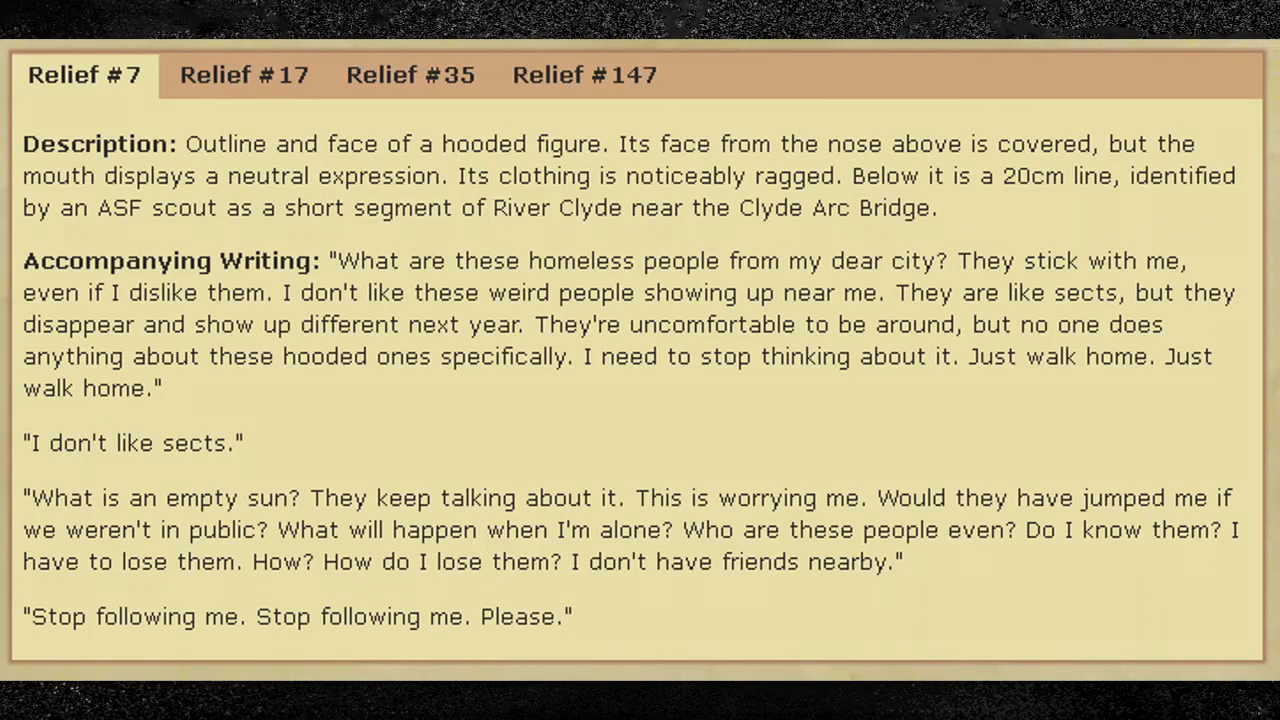 Relief #7 Relief #17 Relief #35 Relief #147
Description: Outline and face of a hooded figure. Its face from the nose above is covered, but the
mouth displays a neutral expression. Its clothing is noticeably ragged. Below it is a 20cm line, identified
by an ASF scout as a short segment of River Clyde near the Clyde Arc Bridge.
Accompanying Writing: "What are these homeless people from my dear city? They stick with me,
even if I dislike them. I don't like these weird people showing up near me. They are like sects, but they
disappear and show up different next year. They're uncomfortable to be around, but no one does
anything about these hooded ones specifically. I need to stop thinking about it. Just walk home. Just
walk home."
"I don't like sects."
"What is an empty sun? They keep talking about it. This is worrying me. Would they have jumped me if
we weren't in public? What will happen when I'm alone? Who are these people even? Do I know them? I
have to lose them. How? How do I lose them? I don't have friends nearby."
"Stop following me. Stop following me. Please."